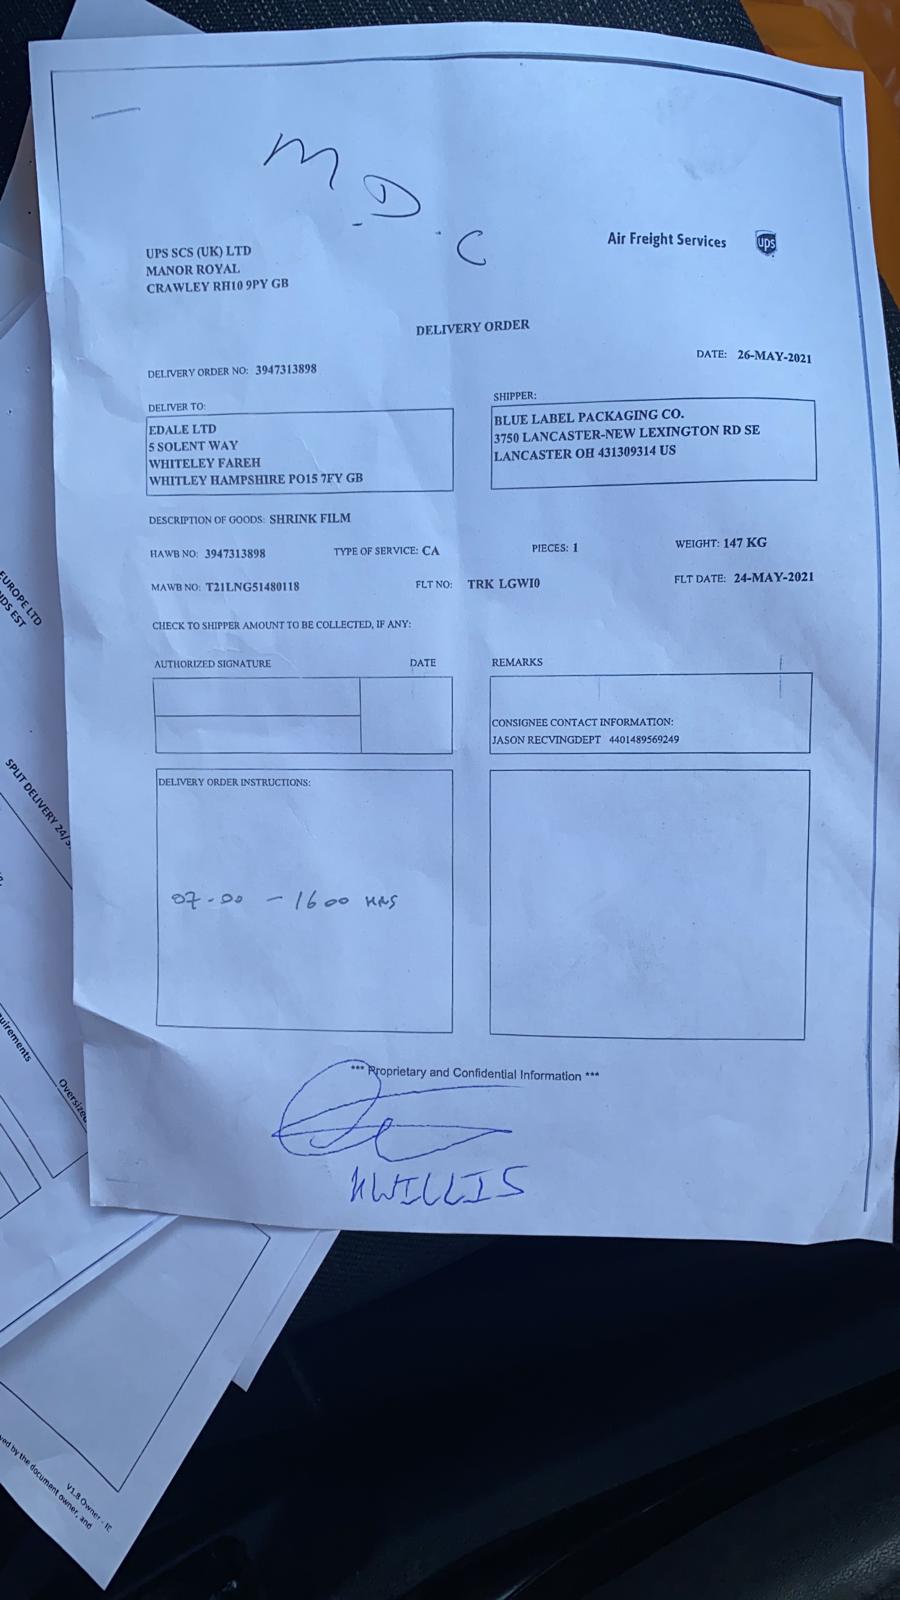 M.D.C
UPS SCS (UK) LTD
MANOR ROYAL
CRAWLEY RH10 9PY GB
Air Freight Services
ups
DELIVERY ORDER
DATE: 26-MAY-2021
DELIVERY ORDER NO: 3947313898
DELIVER TO:
EDALE LTD
5 SOLENT WAY
WHITELEY FAREH
WHITLEY HAMPSHIRE PO15 7FY GB
SHIPPER:
BLUE LABEL PACKAGING CO.
3750 LANCASTER-NEW LEXINGTON RD SE
LANCASTER OH 431309314 US
DESCRIPTION OF GOODS: SHRINK FILM
HAWB NO: 3947313898 TYPE OF SERVICE: CA PIECES: 1 WEIGHT: 147 KG
MAWB NO: T21LNG51480118 FLT NO: TRK LGWI0 FLT DATE: 24-MAY-2021
CHECK TO SHIPPER AMOUNT TO BE COLLECTED, IF ANY:
AUTHORIZED SIGNATURE DATE
REMARKS
CONSIGNEE CONTACT INFORMATION:
JASON RECVINGDEPT 4401489569249
DELIVERY ORDER INSTRUCTIONS:
07-00 - 1600 HRS
*** Proprietary and Confidential Information ***
KWILLIS
EUROPE LTD
NDS EST
SPLIT DELIVERY 24/5
uirements
Oversized
V1.8 Owner - IE
ved by the document owner, and